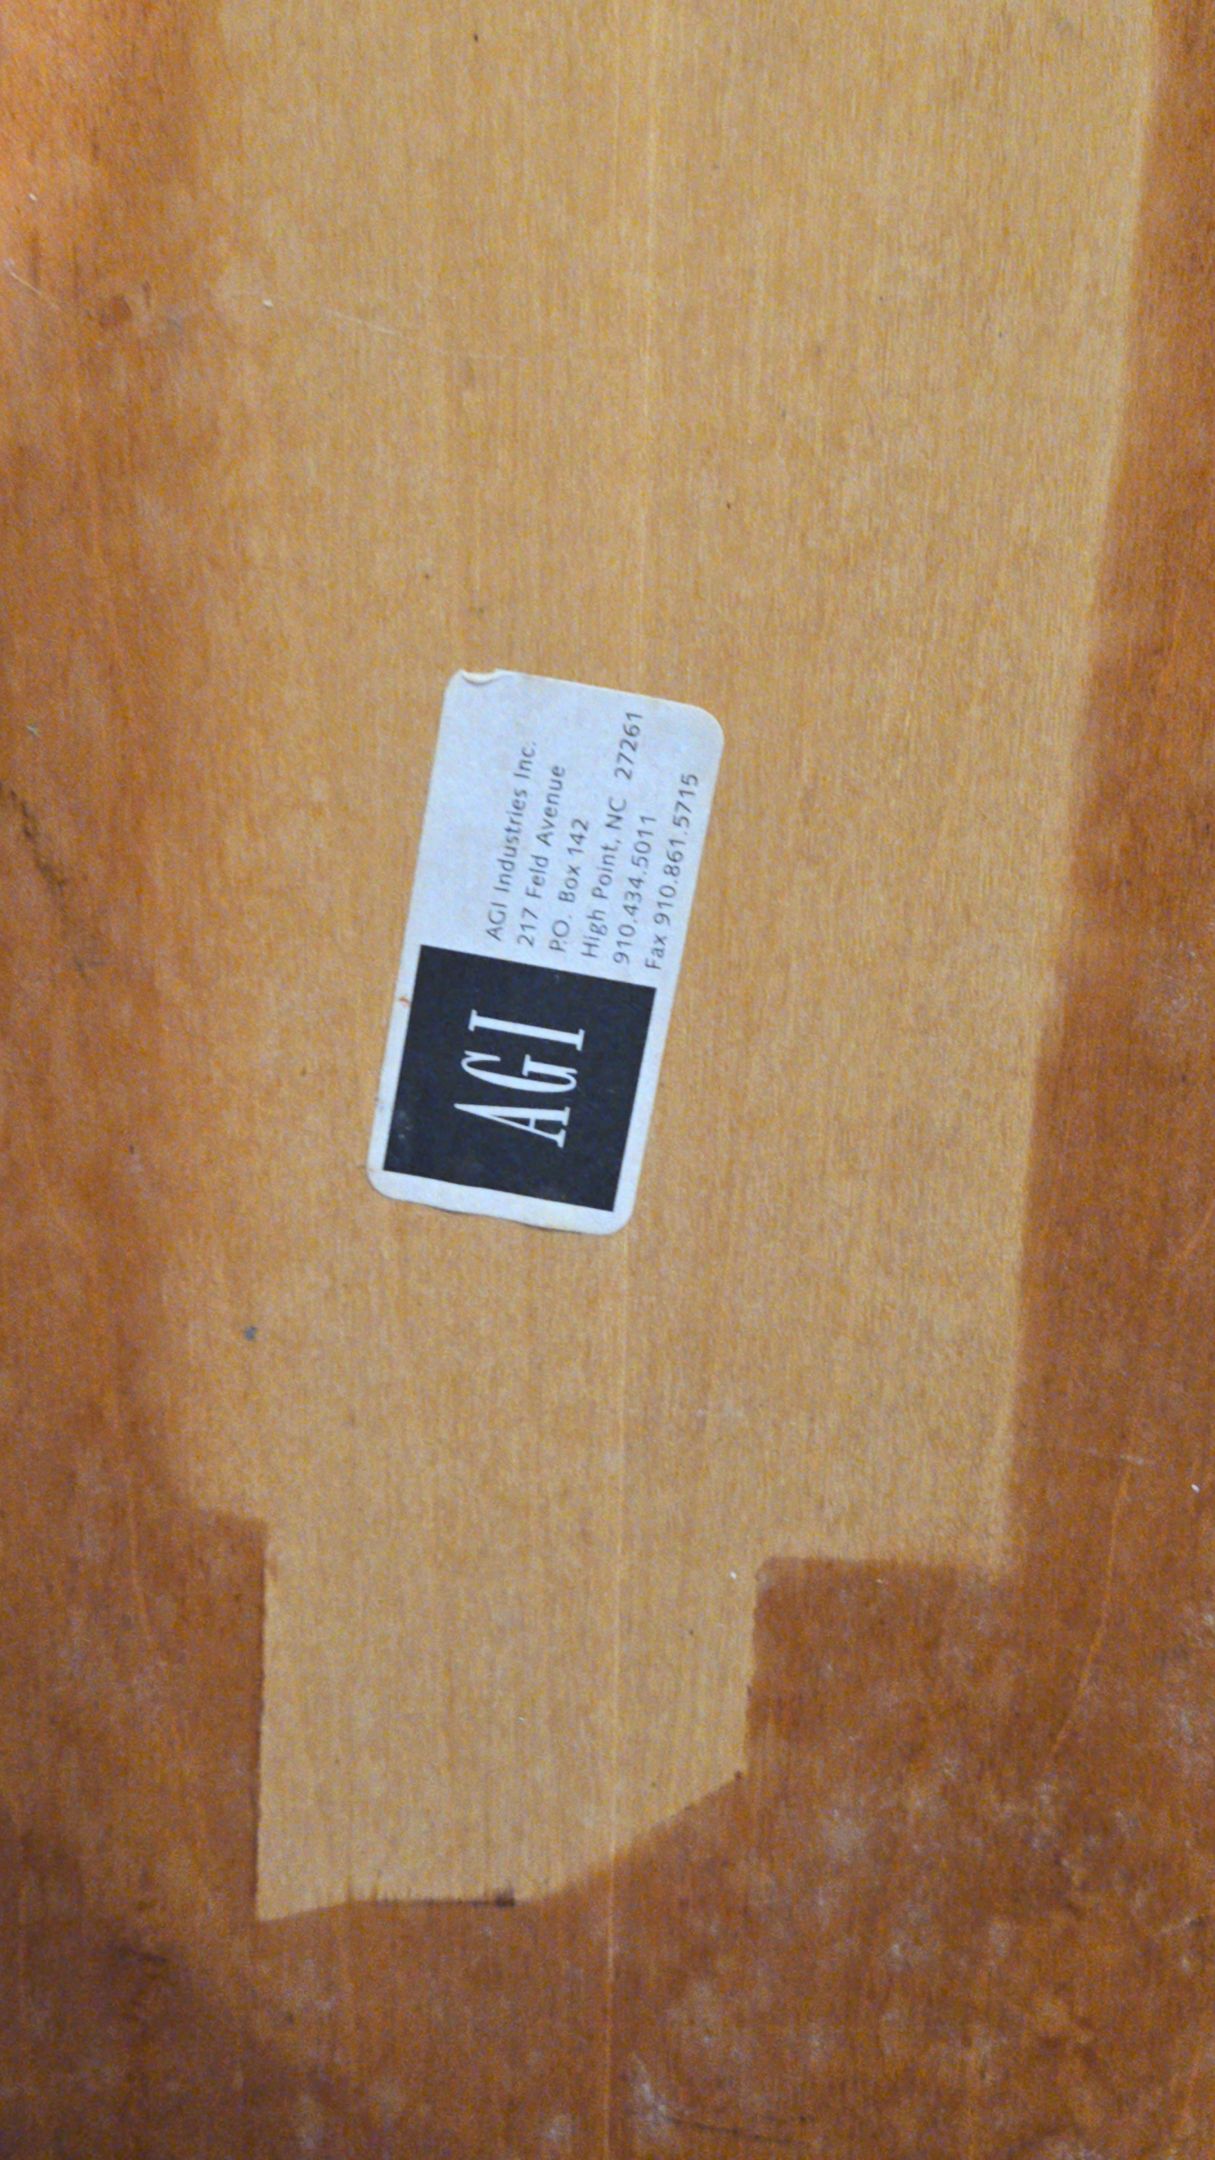 AGI
AGI Industries Inc.
217 Feld Avenue
P.O. Box 142
High Point, NC 27261
910.434.5011
Fax 910.861.5715